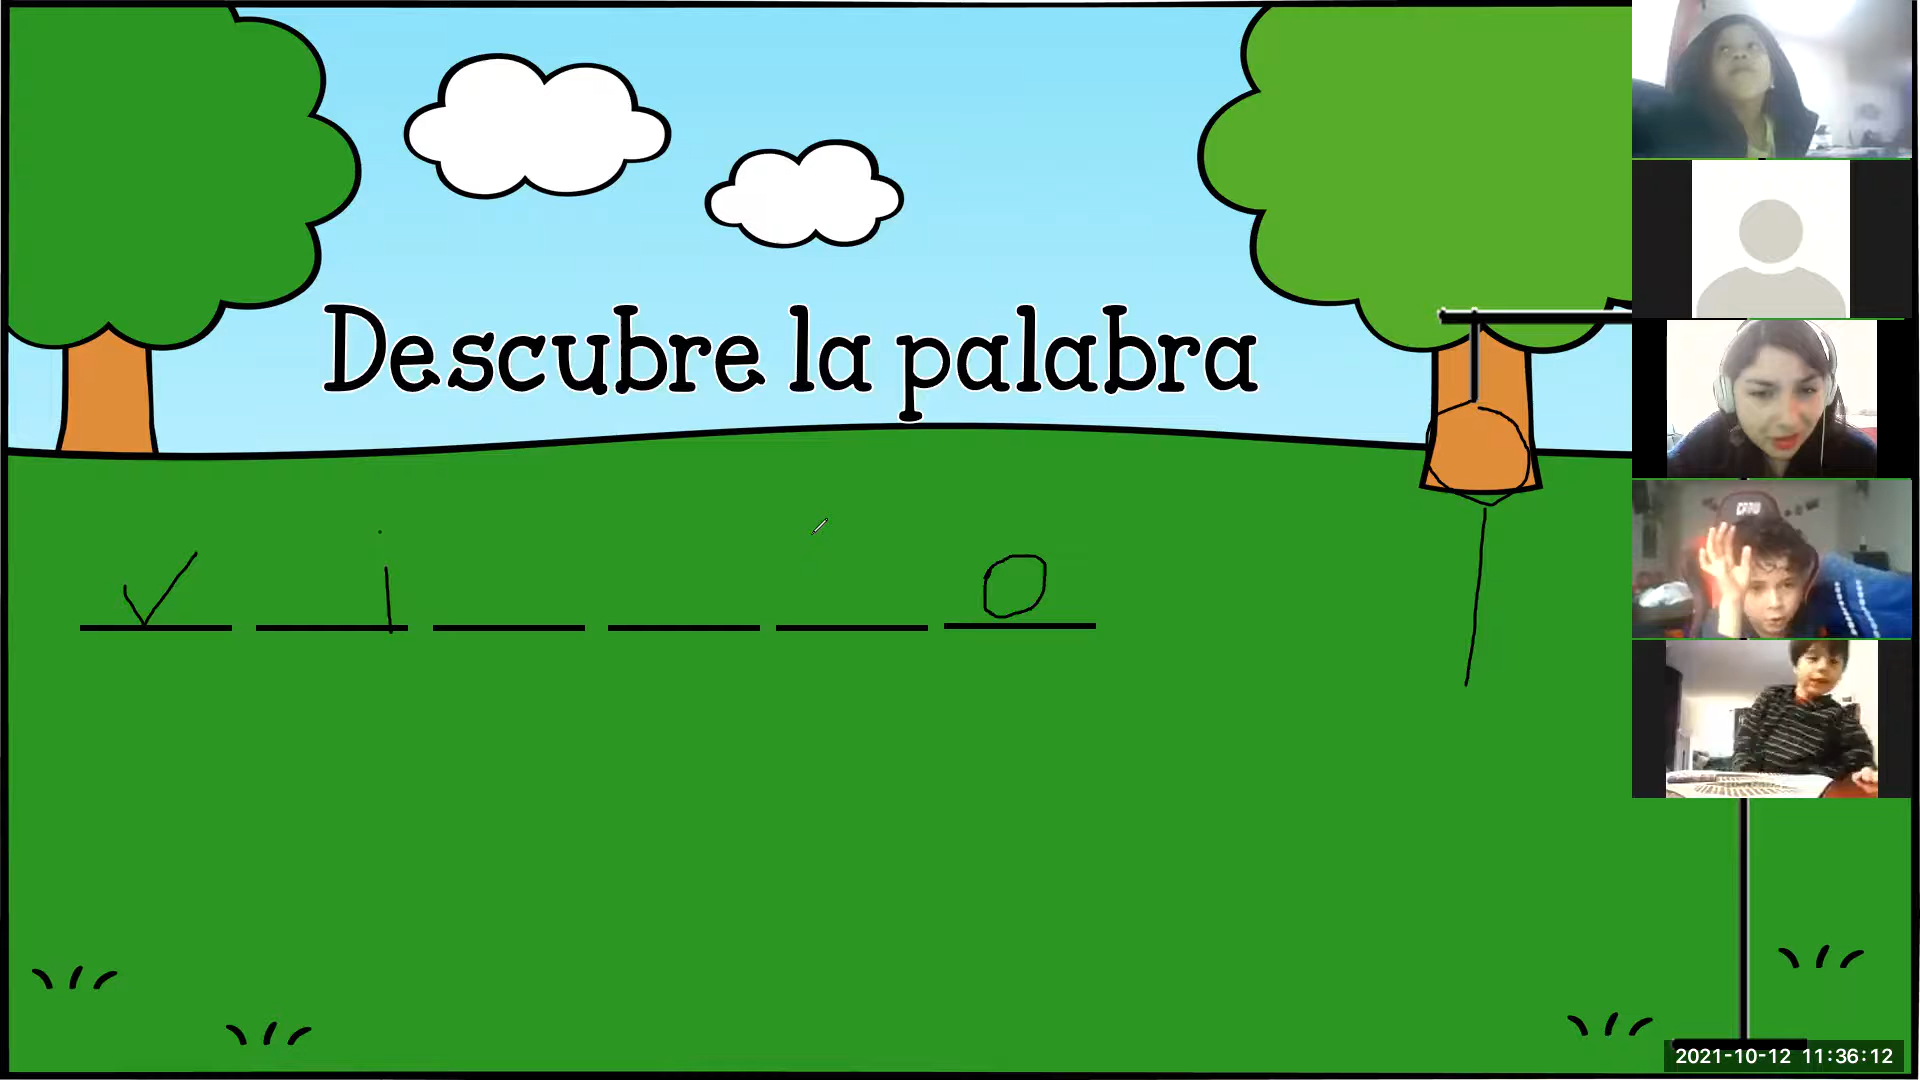 Descubre la palabra
V i _ _ _ O
2021-10-12 11:36:12